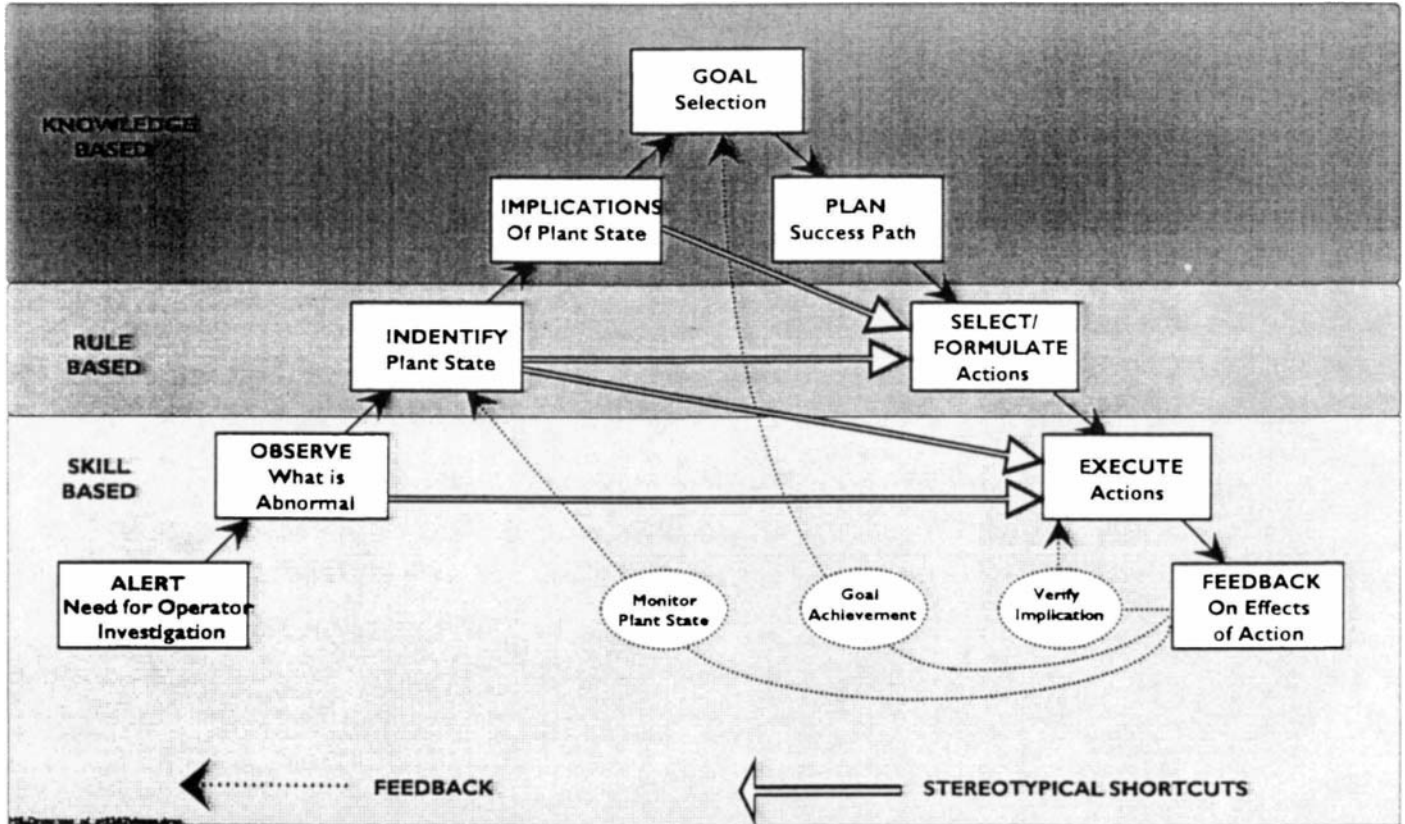 GOAL
Selection
KNOWLEDGE
BASED
IMPLICATIONS
Of Plant State
PLAN
Success Path
RULE
BASED
INDENTIFY
Plant State
SELECT/
FORMULATE
Actions
SKILL
BASED
OBSERVE
What is
Abnormal
EXECUTE
Actions
ALERT
Need for Operator
Investigation
Monitor
Plant State
Goal
Achievement
Verify
Implication
FEEDBACK
On Effects
of Action
FEEDBACK
STEREOTYPICAL SHORTCUTS